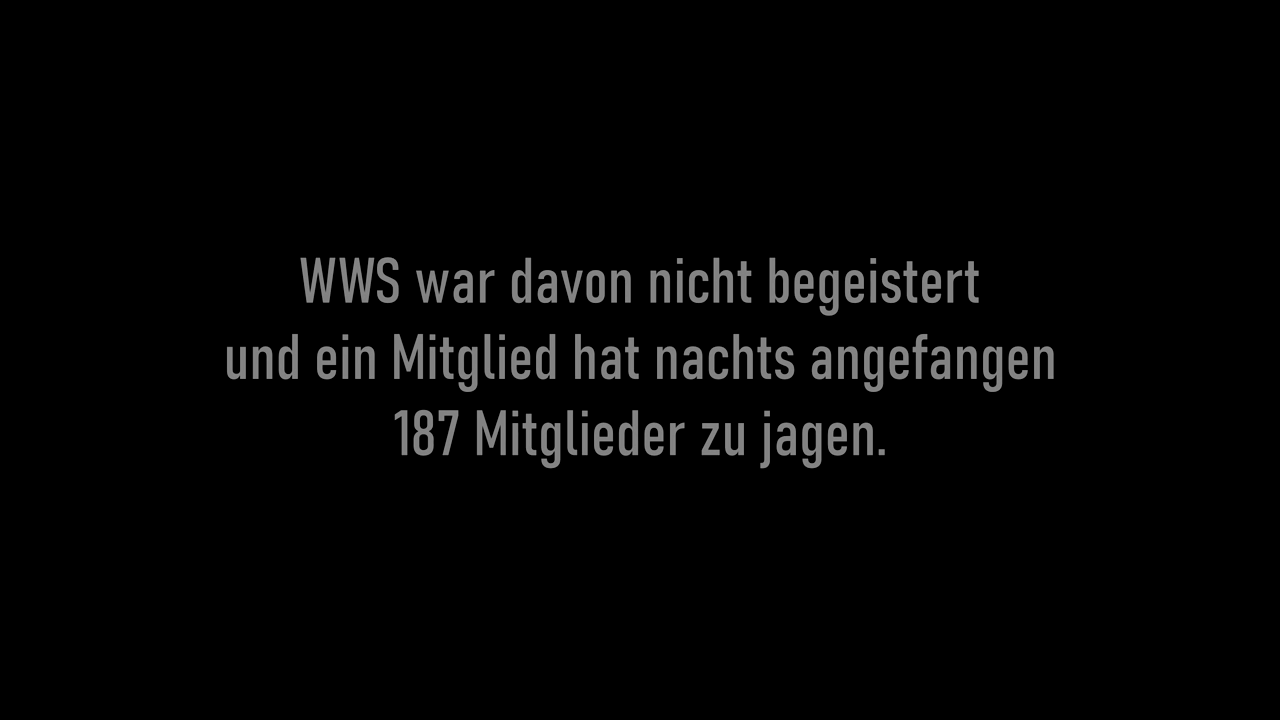 WWS war davon nicht begeistert
und ein Mitglied hat nachts angefangen
187 Mitglieder zu jagen.